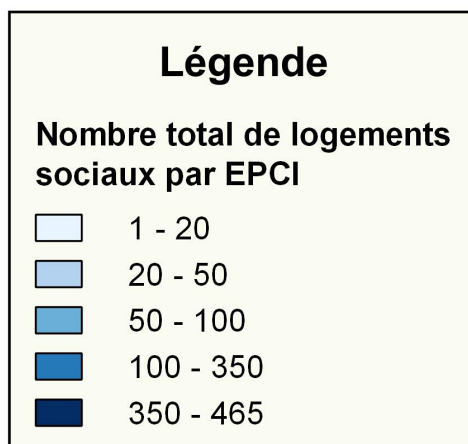 Légende
Nombre total de logements
sociaux par EPCI
1 - 20
20 - 50
50 - 100
100 - 350
350 - 465